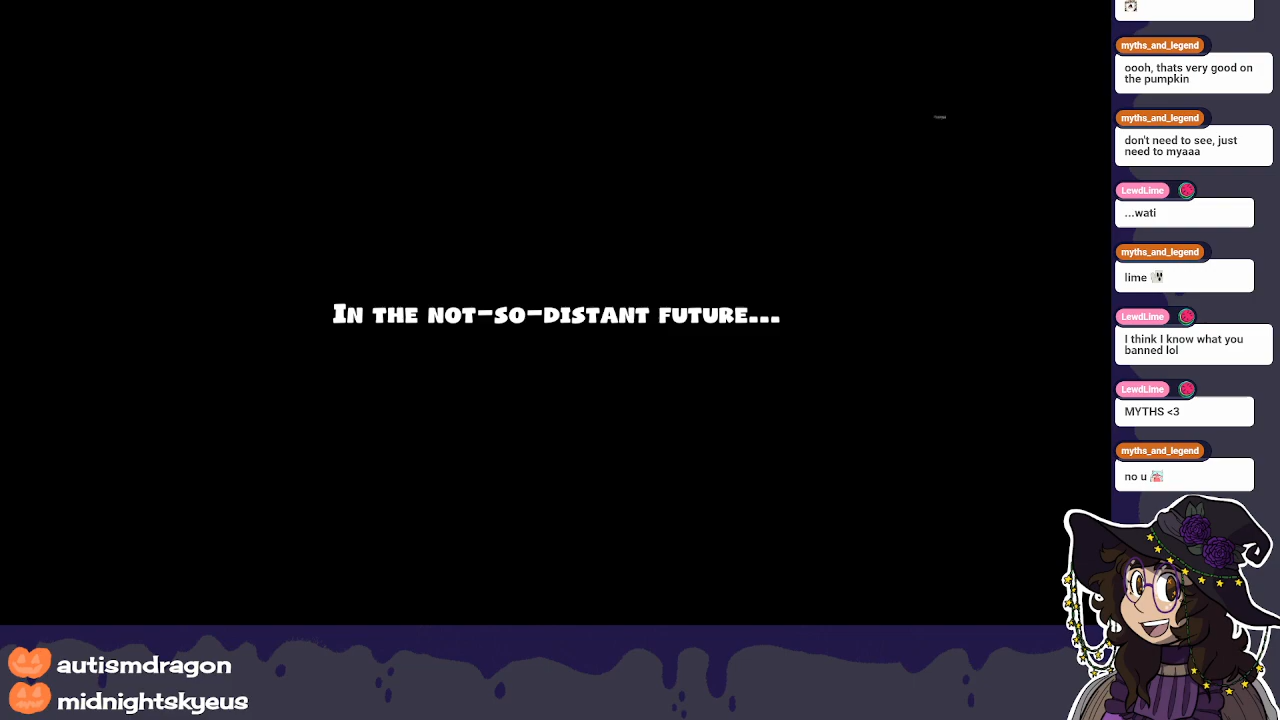 In the not-so-distant future...
myths_and_legend
oooh, thats very good on
the pumpkin
myths_and_legend
don't need to see, just
need to myaaa
LewdLime
...wati
myths_and_legend
lime
LewdLime
I think I know what you
banned lol
LewdLime
MYTHS <3
myths_and_legend
no u
autismdragon
midnightskyeus